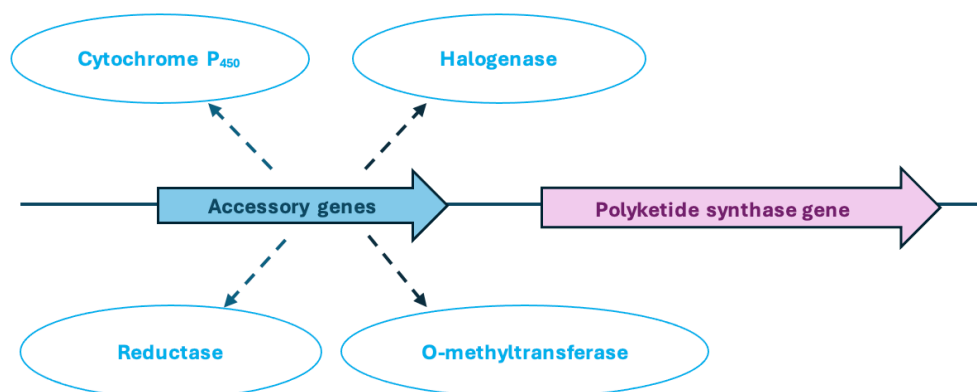 Cytochrome P₄₅₀
Halogenase
Accessory genes
Polyketide synthase gene
Reductase
O-methyltransferase